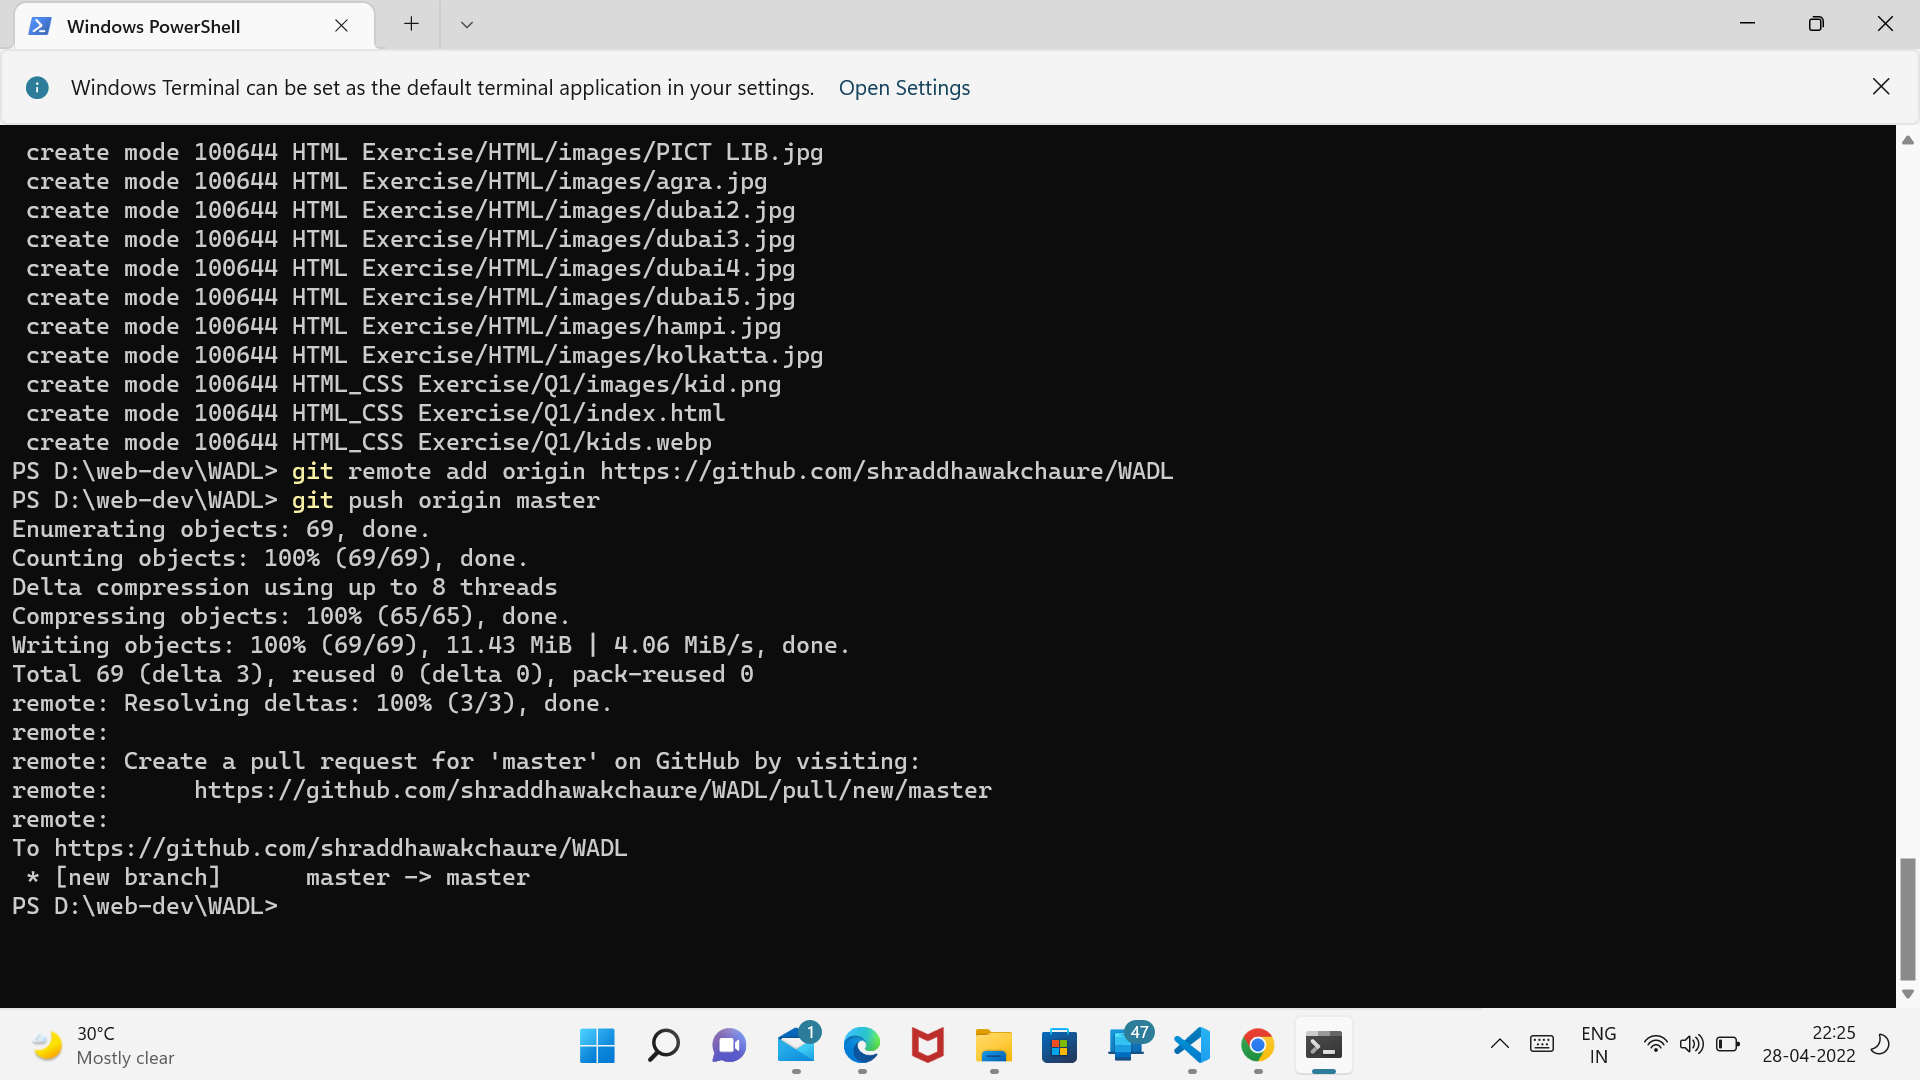 Windows PowerShell
Windows Terminal can be set as the default terminal application in your settings. Open Settings
create mode 100644 HTML Exercise/HTML/images/PICT LIB.jpg
create mode 100644 HTML Exercise/HTML/images/agra.jpg
create mode 100644 HTML Exercise/HTML/images/dubai2.jpg
create mode 100644 HTML Exercise/HTML/images/dubai3.jpg
create mode 100644 HTML Exercise/HTML/images/dubai4.jpg
create mode 100644 HTML Exercise/HTML/images/dubai5.jpg
create mode 100644 HTML Exercise/HTML/images/hampi.jpg
create mode 100644 HTML Exercise/HTML/images/kolkatta.jpg
create mode 100644 HTML_CSS Exercise/Q1/images/kid.png
create mode 100644 HTML_CSS Exercise/Q1/index.html
create mode 100644 HTML_CSS Exercise/Q1/kids.webp
PS D:\web-dev\WADL> git remote add origin https://github.com/shraddhawakchaure/WADL
PS D:\web-dev\WADL> git push origin master
Enumerating objects: 69, done.
Counting objects: 100% (69/69), done.
Delta compression using up to 8 threads
Compressing objects: 100% (65/65), done.
Writing objects: 100% (69/69), 11.43 MiB | 4.06 MiB/s, done.
Total 69 (delta 3), reused 0 (delta 0), pack-reused 0
remote: Resolving deltas: 100% (3/3), done.
remote:
remote: Create a pull request for 'master' on GitHub by visiting:
remote:      https://github.com/shraddhawakchaure/WADL/pull/new/master
remote:
To https://github.com/shraddhawakchaure/WADL
 * [new branch]      master -> master
PS D:\web-dev\WADL>
30°C
Mostly clear
1
47
ENG
IN
22:25
28-04-2022